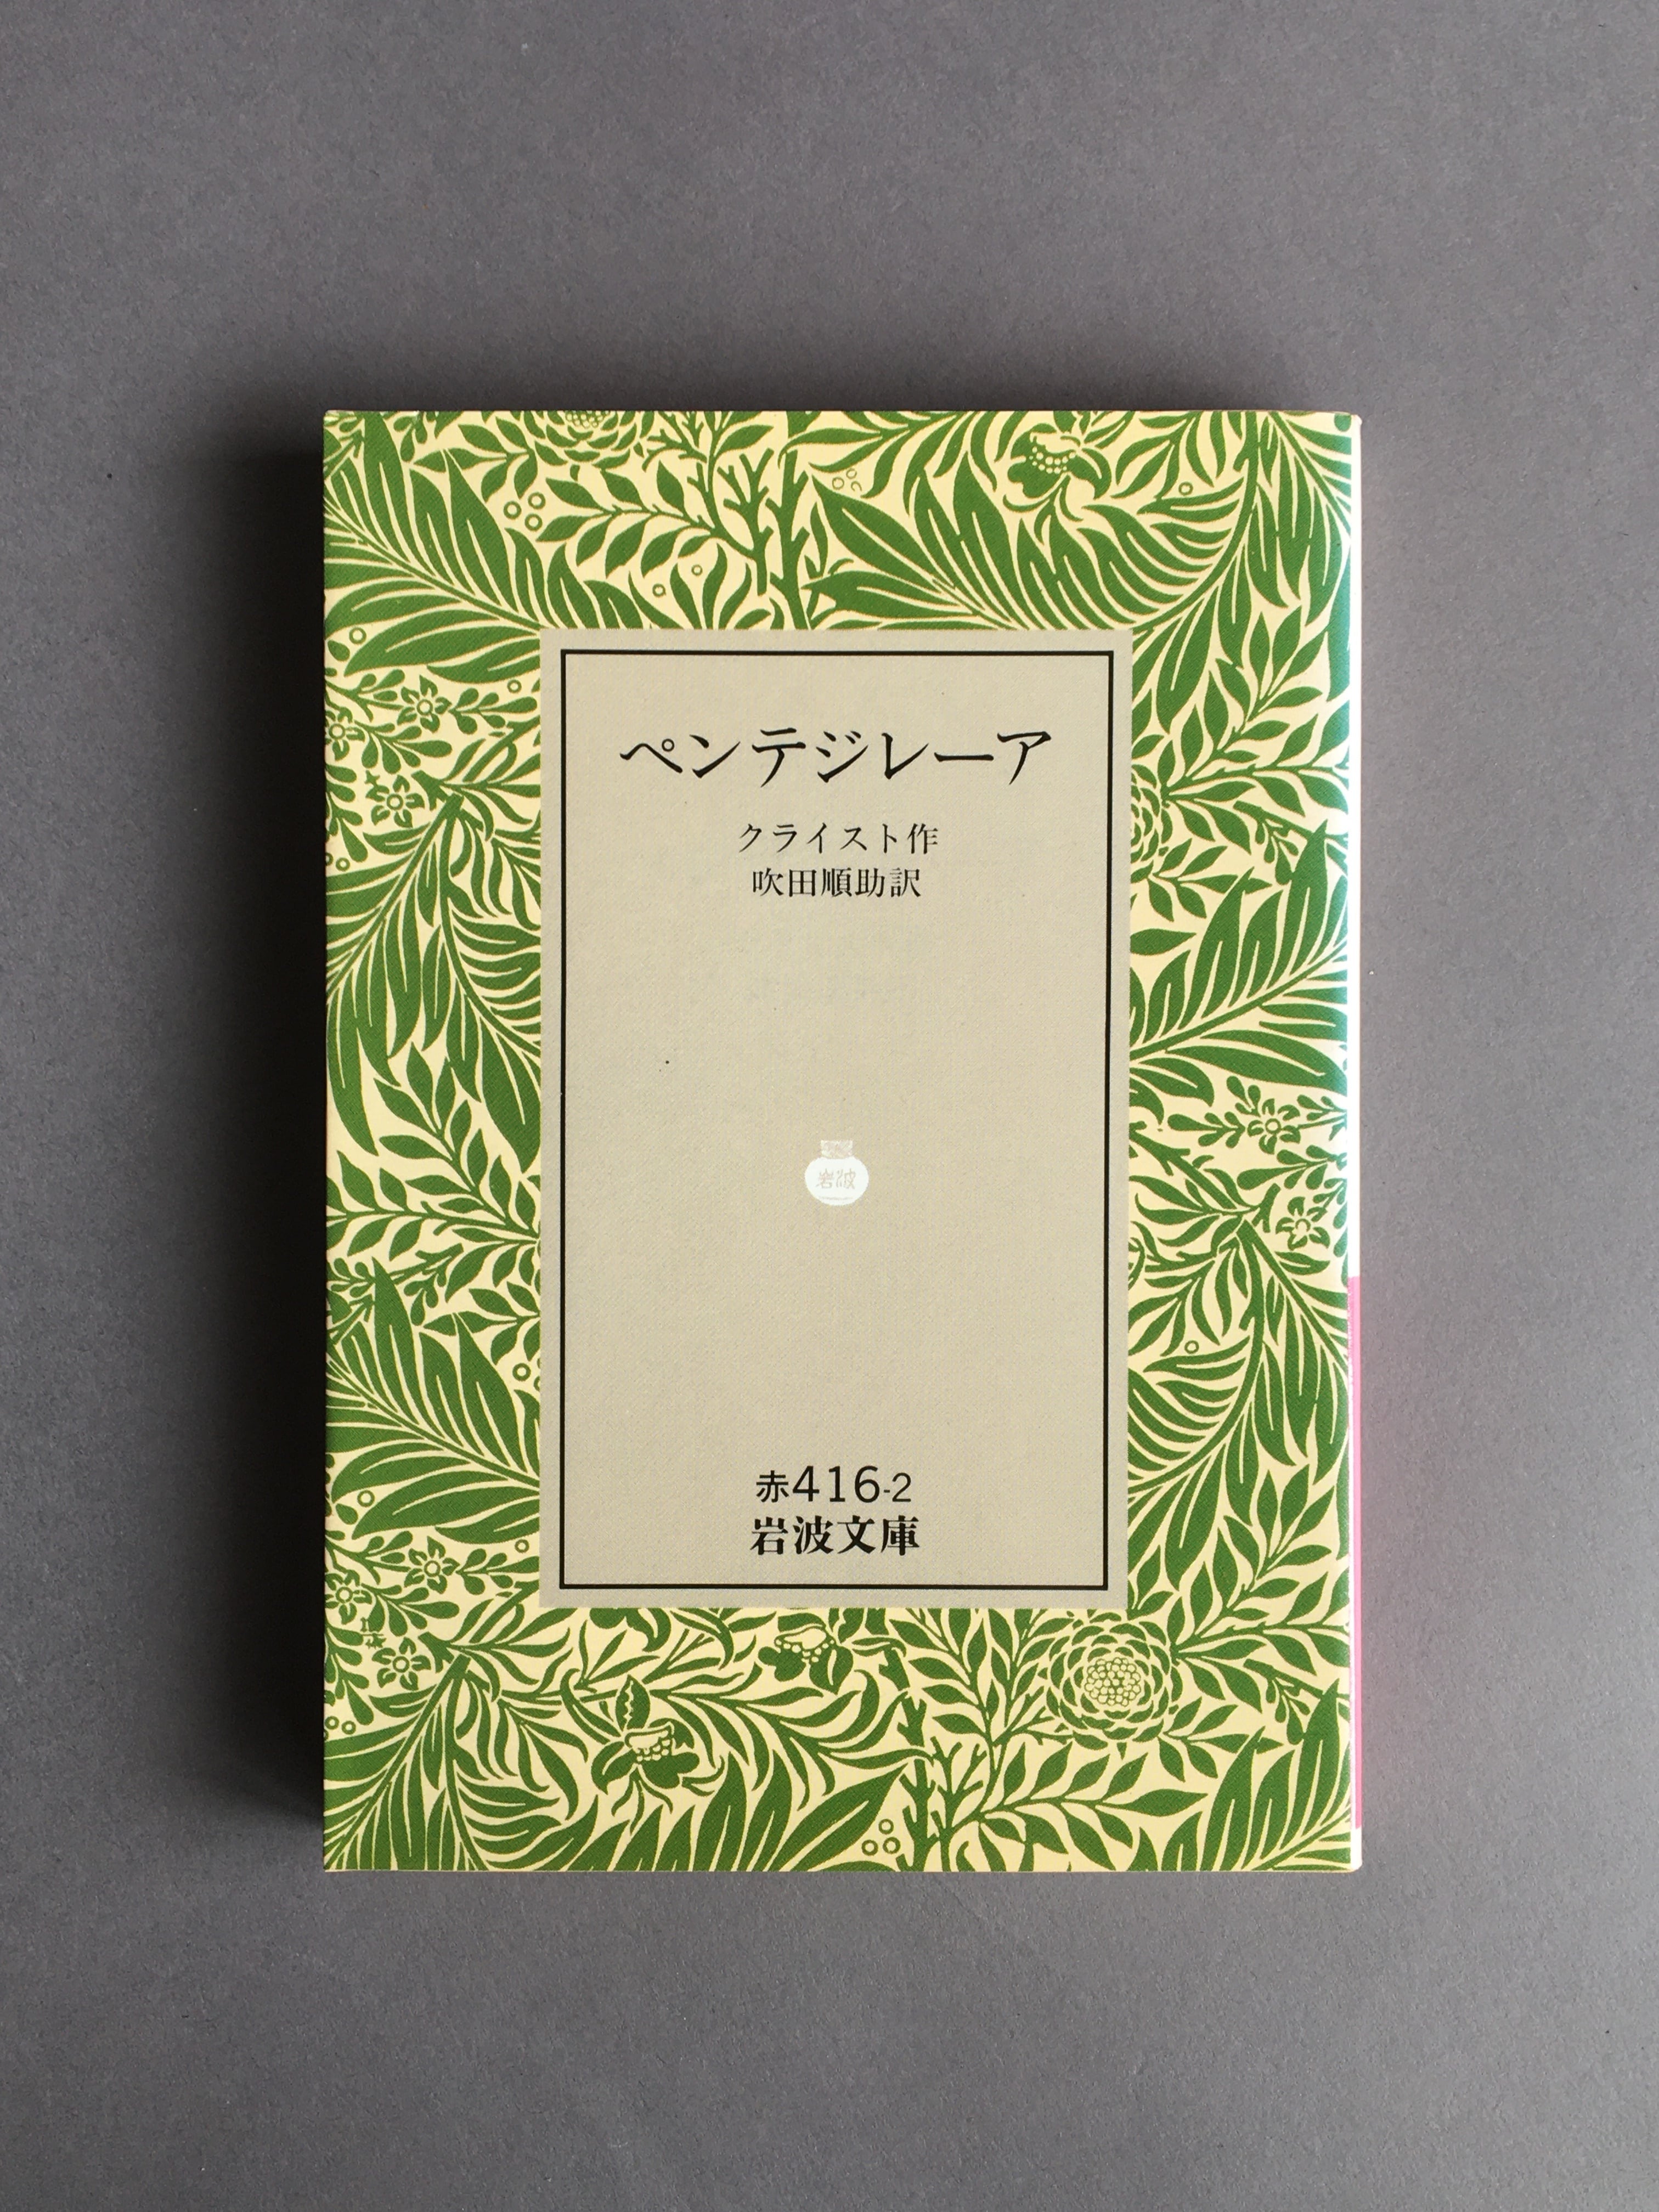 ペンテジレーア
クライスト作
吹田順助訳
岩波
赤416-2
岩波文庫